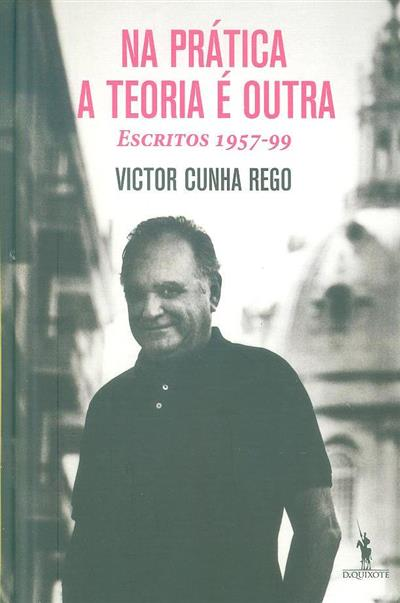 NA PRÁTICA
A TEORIA É OUTRA
ESCRITOS 1957-99
VICTOR CUNHA REGO
D.QUIXOTE